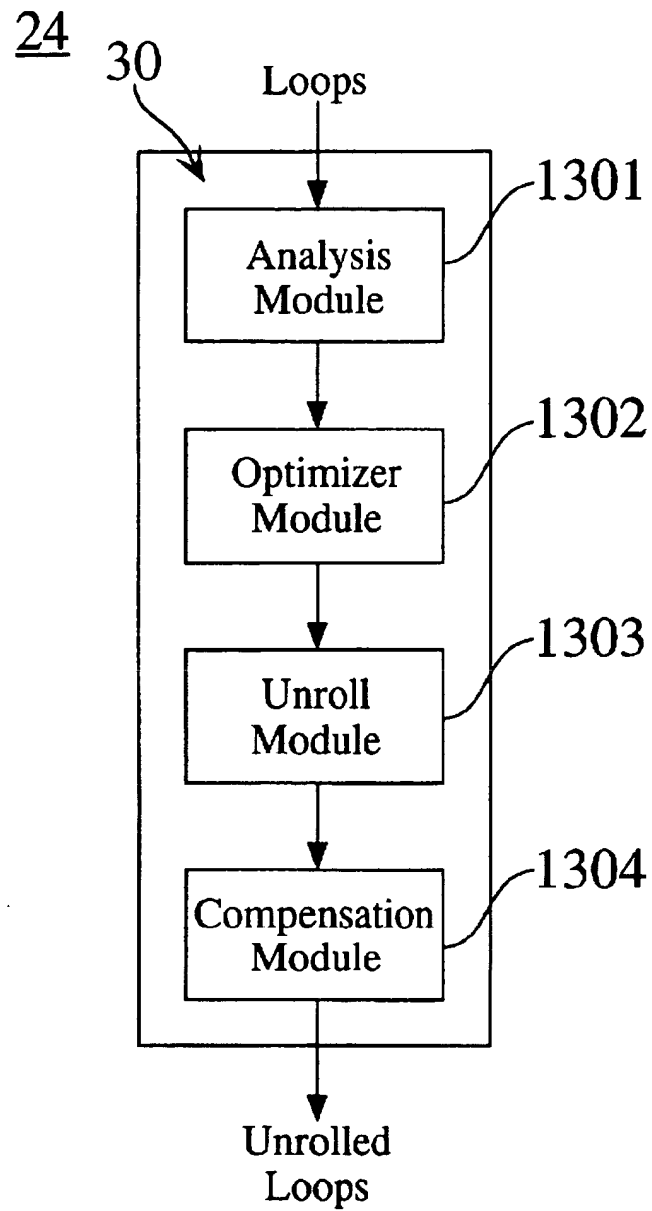 24
30
Loops
1301
Analysis
Module
1302
Optimizer
Module
1303
Unroll
Module
1304
Compensation
Module
Unrolled
Loops